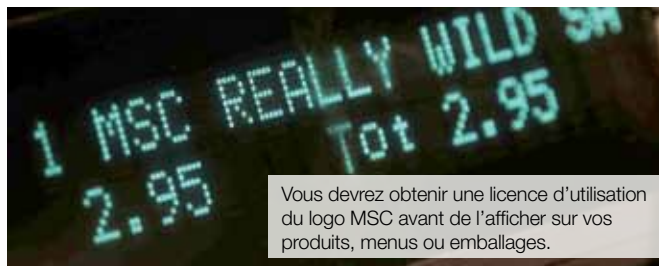 1 MSC REALLY WILD SA
2.95 Tot 2.95
Vous devrez obtenir une licence d’utilisation
du logo MSC avant de l’afficher sur vos
produits, menus ou emballages.